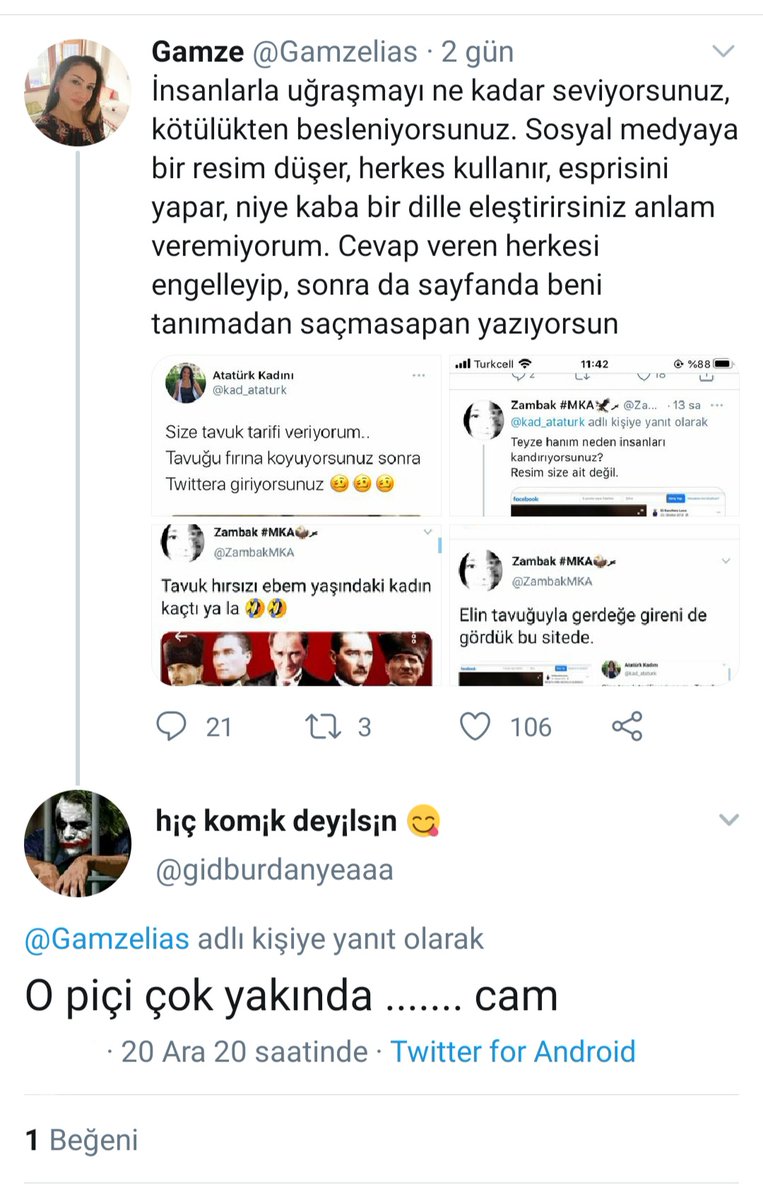 Gamze @Gamzelias · 2 gün
İnsanlarla uğraşmayı ne kadar seviyorsunuz,
kötülükten besleniyorsunuz. Sosyal medyaya
bir resim düşer, herkes kullanır, esprisini
yapar, niye kaba bir dille eleştirirsiniz anlam
veremiyorum. Cevap veren herkesi
engelleyip, sonra da sayfanda beni
tanımadan saçmasapan yazıyorsun
Atatürk Kadını
@kad_ataturk
Size tavuk tarifi veriyorum..
Tavuğu fırına koyuyorsunuz sonra
Twittera giriyorsunuz 🥴🥴🥴
Turkcell 11:42 %88
Zambak #MKA🦅 @Za... · 13 sa
@kad_ataturk adlı kişiye yanıt olarak
Teyze hanım neden insanları
kandırıyorsunuz?
Resim size ait değil.
facebook
Zambak #MKA
@ZambakMKA
Tavuk hırsızı ebem yaşındaki kadın
kaçtı ya la 🤣🤣
Zambak #MKA
@ZambakMKA
Elin tavuğuyla gerdeğe gireni de
gördük bu sitede.
facebook
Atatürk Kadını
@kad_ataturk
21 3 106
h¡ç kom¡k dey¡ls¡n 😋
@gidburdanyeaaa
@Gamzelias adlı kişiye yanıt olarak
O piçi çok yakında ....... cam
· 20 Ara 20 saatinde · Twitter for Android
1 Beğeni